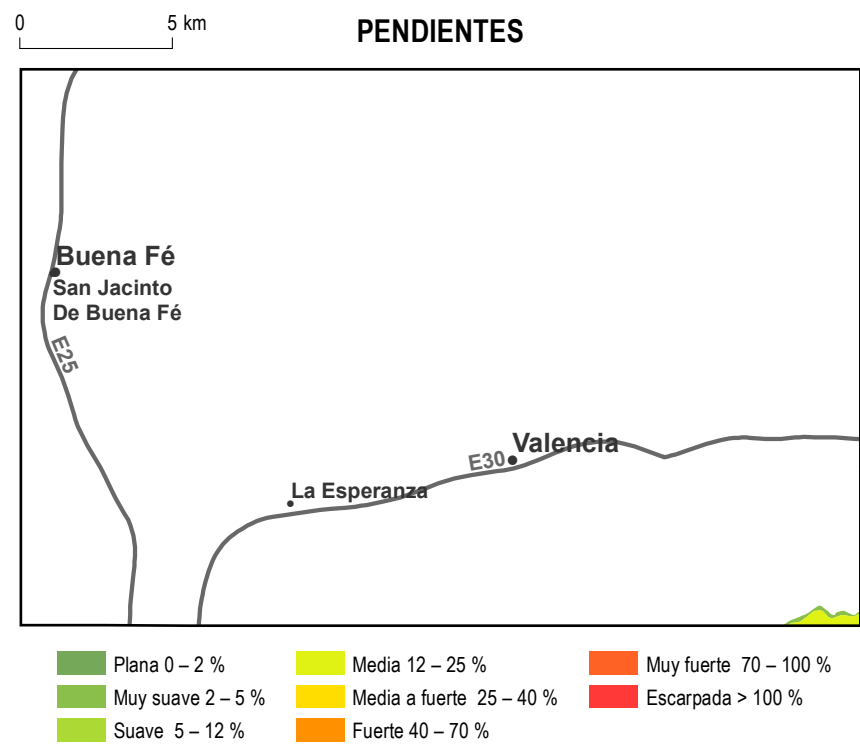 0 5 km
PENDIENTES
Buena Fé
San Jacinto
De Buena Fé
E25
Valencia
E30
La Esperanza
Plana 0 – 2 %
Muy suave 2 – 5 %
Suave 5 – 12 %
Media 12 – 25 %
Media a fuerte 25 – 40 %
Fuerte 40 – 70 %
Muy fuerte 70 – 100 %
Escarpada > 100 %